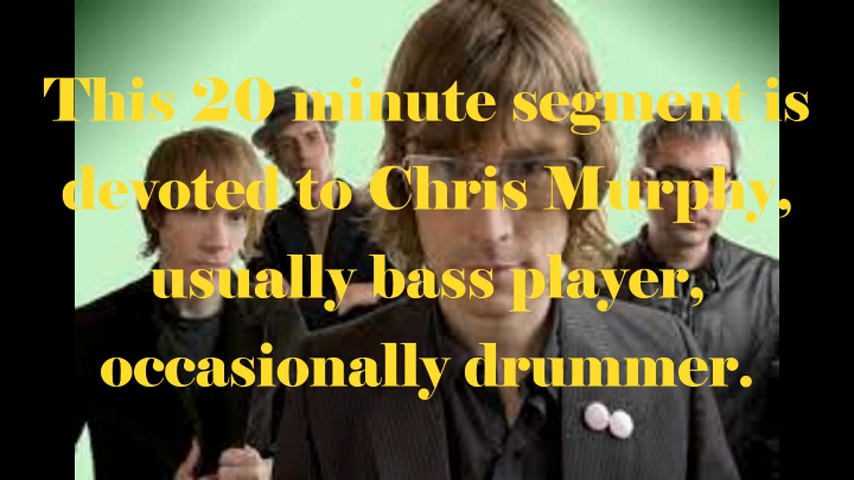 This 20 minute segment is
devoted to Chris Murphy,
usually bass player,
occasionally drummer.